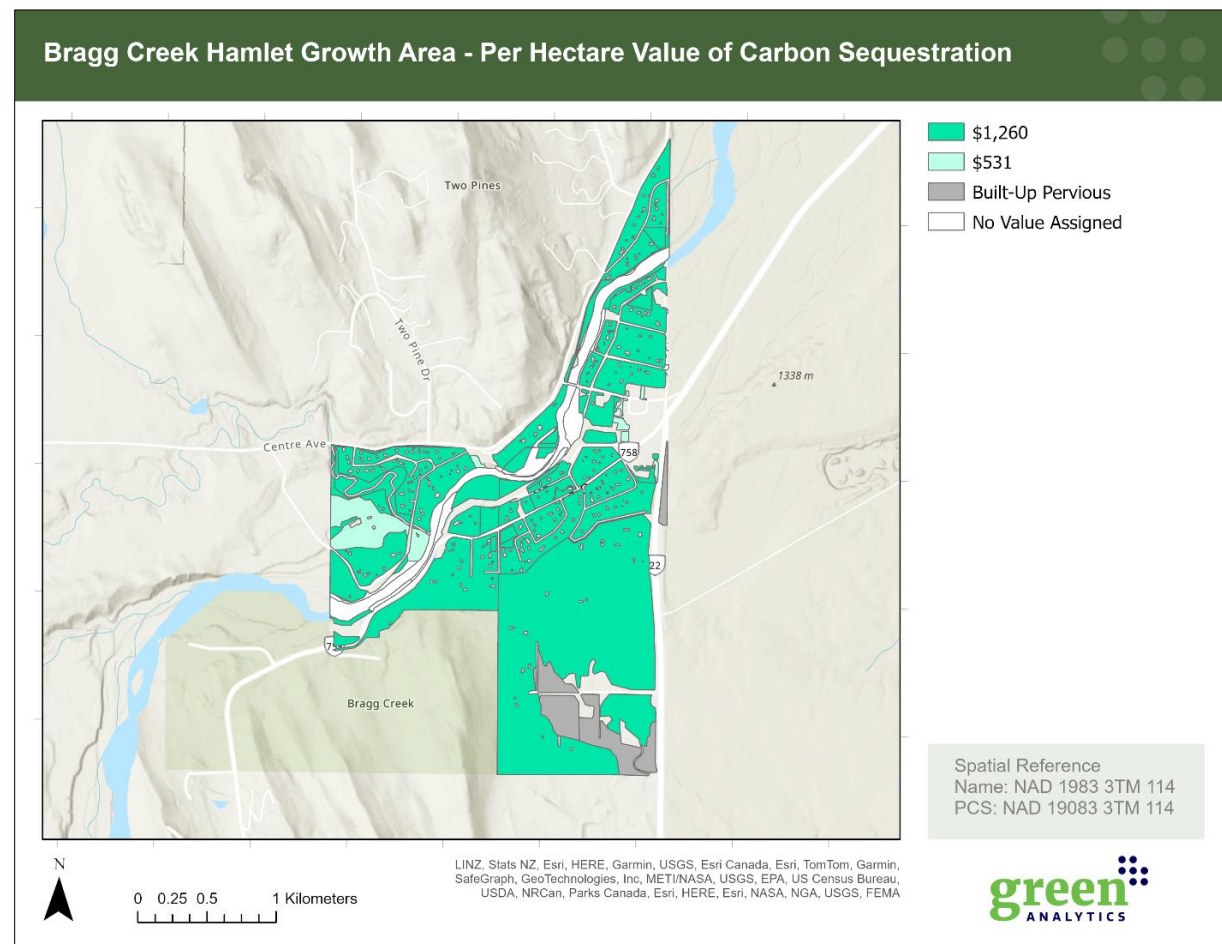 Bragg Creek Hamlet Growth Area - Per Hectare Value of Carbon Sequestration
$1,260
$531
Built-Up Pervious
No Value Assigned
Two Pines
Two Pine Dr
1338 m
Centre Ave
758
22
75
Bragg Creek
Spatial Reference
Name: NAD 1983 3TM 114
PCS: NAD 19083 3TM 114
N
0 0.25 0.5 1 Kilometers
LINZ, Stats NZ, Esri, HERE, Garmin, USGS, Esri Canada, Esri, TomTom, Garmin,
SafeGraph, GeoTechnologies, Inc, METI/NASA, USGS, EPA, US Census Bureau,
USDA, NRCan, Parks Canada, Esri, HERE, Esri, NASA, NGA, USGS, FEMA
green
ANALYTICS